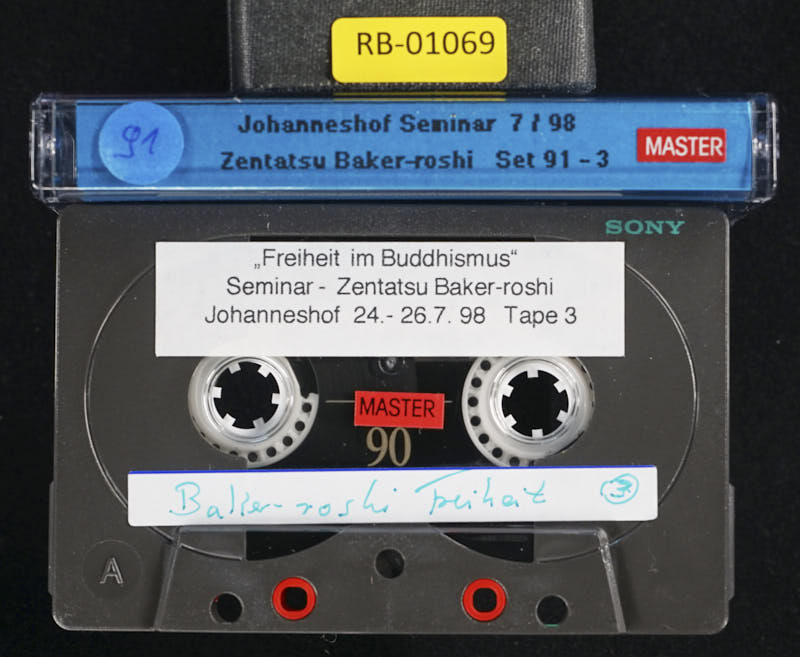 RB-01069
91
Johanneshof Seminar 7/98
Zentatsu Baker-roshi Set 91 - 3
MASTER
SONY
„Freiheit im Buddhismus“
Seminar - Zentatsu Baker-roshi
Johanneshof 24.- 26.7. 98 Tape 3
MASTER
90
Baker-roshi Freiheit 3
A